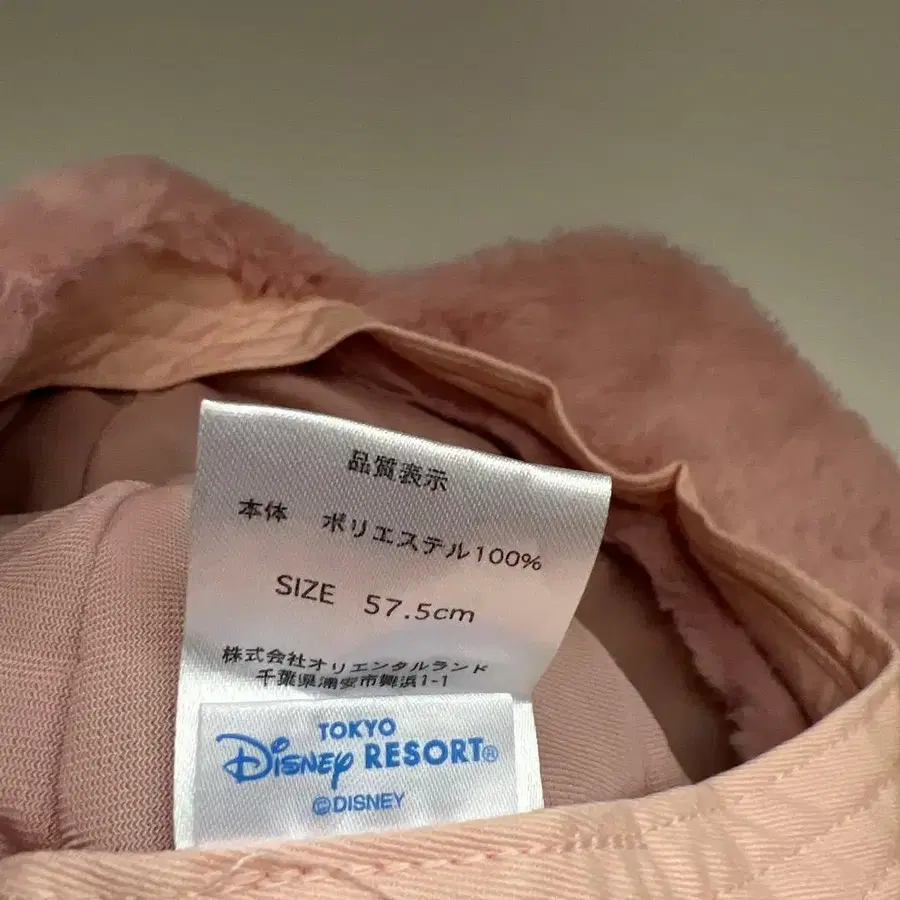 品質表示
本体 ポリエステル100%
SIZE 57.5cm
株式会社オリエンタルランド
千葉県浦安市舞浜1-1
TOKYO
Disney RESORT®
©DISNEY